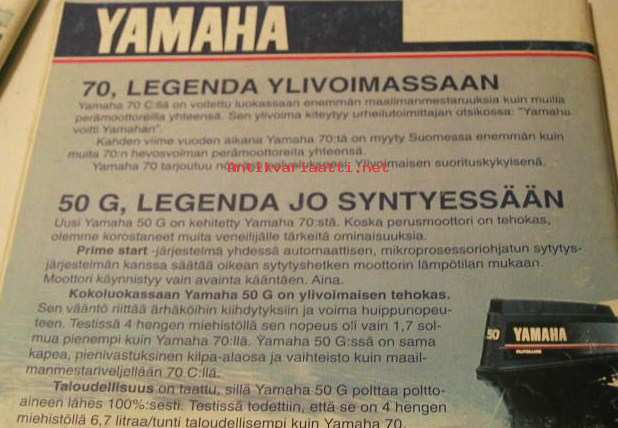 YAMAHA
70, LEGENDA YLIVOIMASSAAN
Yamaha 70 C:llä on voitettu luokassaan enemmän maailmanmestaruuksia kuin muilla
perämoottoreilla yhteensä. Sen ylivoima kiteytyy urheilutoimittajan otsikossa: "Yamaha
voitti Yamahan".
Kahden viime vuoden aikana Yamaha 70:tä on myyty Suomessa enemmän kuin
muita 70:n hevosvoiman perämoottoreita yhteensä.
Yamaha 70 tarjoutuu Ylivoimaisen suorituskykyisenä.
Antikvariaatti.net
50 G, LEGENDA JO SYNTYESSÄÄN
Uusi Yamaha 50 G on kehitetty Yamaha 70:stä. Koska perusmoottori on tehokas,
olemme korostaneet muita veneilijälle tärkeitä ominaisuuksia.
Prime start -järjestelmä yhdessä automaattisen, mikroprosessoriohjatun sytytys-
järjestelmän kanssa säätää oikean sytytyshetken moottorin lämpötilan mukaan.
Moottori käynnistyy vain avainta kääntäen. Aina.
Kokoluokassaan Yamaha 50 G on ylivoimaisen tehokas.
Sen vääntö riittää ärhäköihin kiihdytyksiin ja voima huippunopeu-
teen. Testissä 4 hengen miehistöllä sen nopeus oli vain 1,7 sol-
mua pienempi kuin Yamaha 70:llä. Yamaha 50 G:ssä on sama
kapea, pienivastuksinen kilpa-alaosa ja vaihteisto kuin maail-
manmestariveljellään 70 C:llä.
Taloudellisuus on taattu, sillä Yamaha 50 G polttaa poltto-
aineen lähes 100%:sesti. Testissä todettiin, että se on 4 hengen
miehistöllä 6,7 litraa/tunti taloudellisempi kuin Yamaha 70.
50 YAMAHA